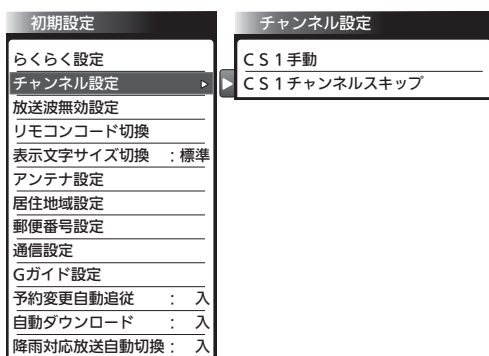 初期設定
らくらく設定
チャンネル設定
放送波無効設定
リモコンコード切換
表示文字サイズ切換 ：標準
アンテナ設定
居住地域設定
郵便番号設定
通信設定
Gガイド設定
予約変更自動追従 ： 入
自動ダウンロード ： 入
降雨対応放送自動切換： 入
チャンネル設定
ＣＳ１手動
ＣＳ１チャンネルスキップ